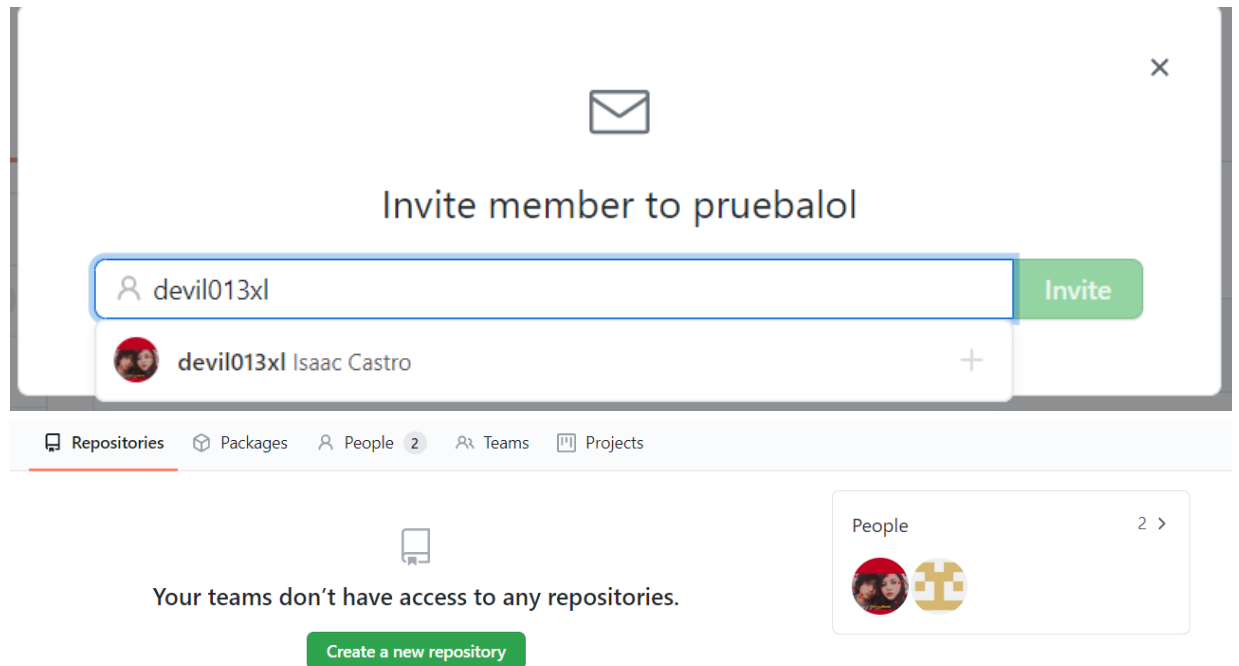 Invite member to pruebalol
devil013xl
Invite
devil013xl Isaac Castro
Repositories Packages People 2 Teams Projects
People 2
Your teams don’t have access to any repositories.
Create a new repository